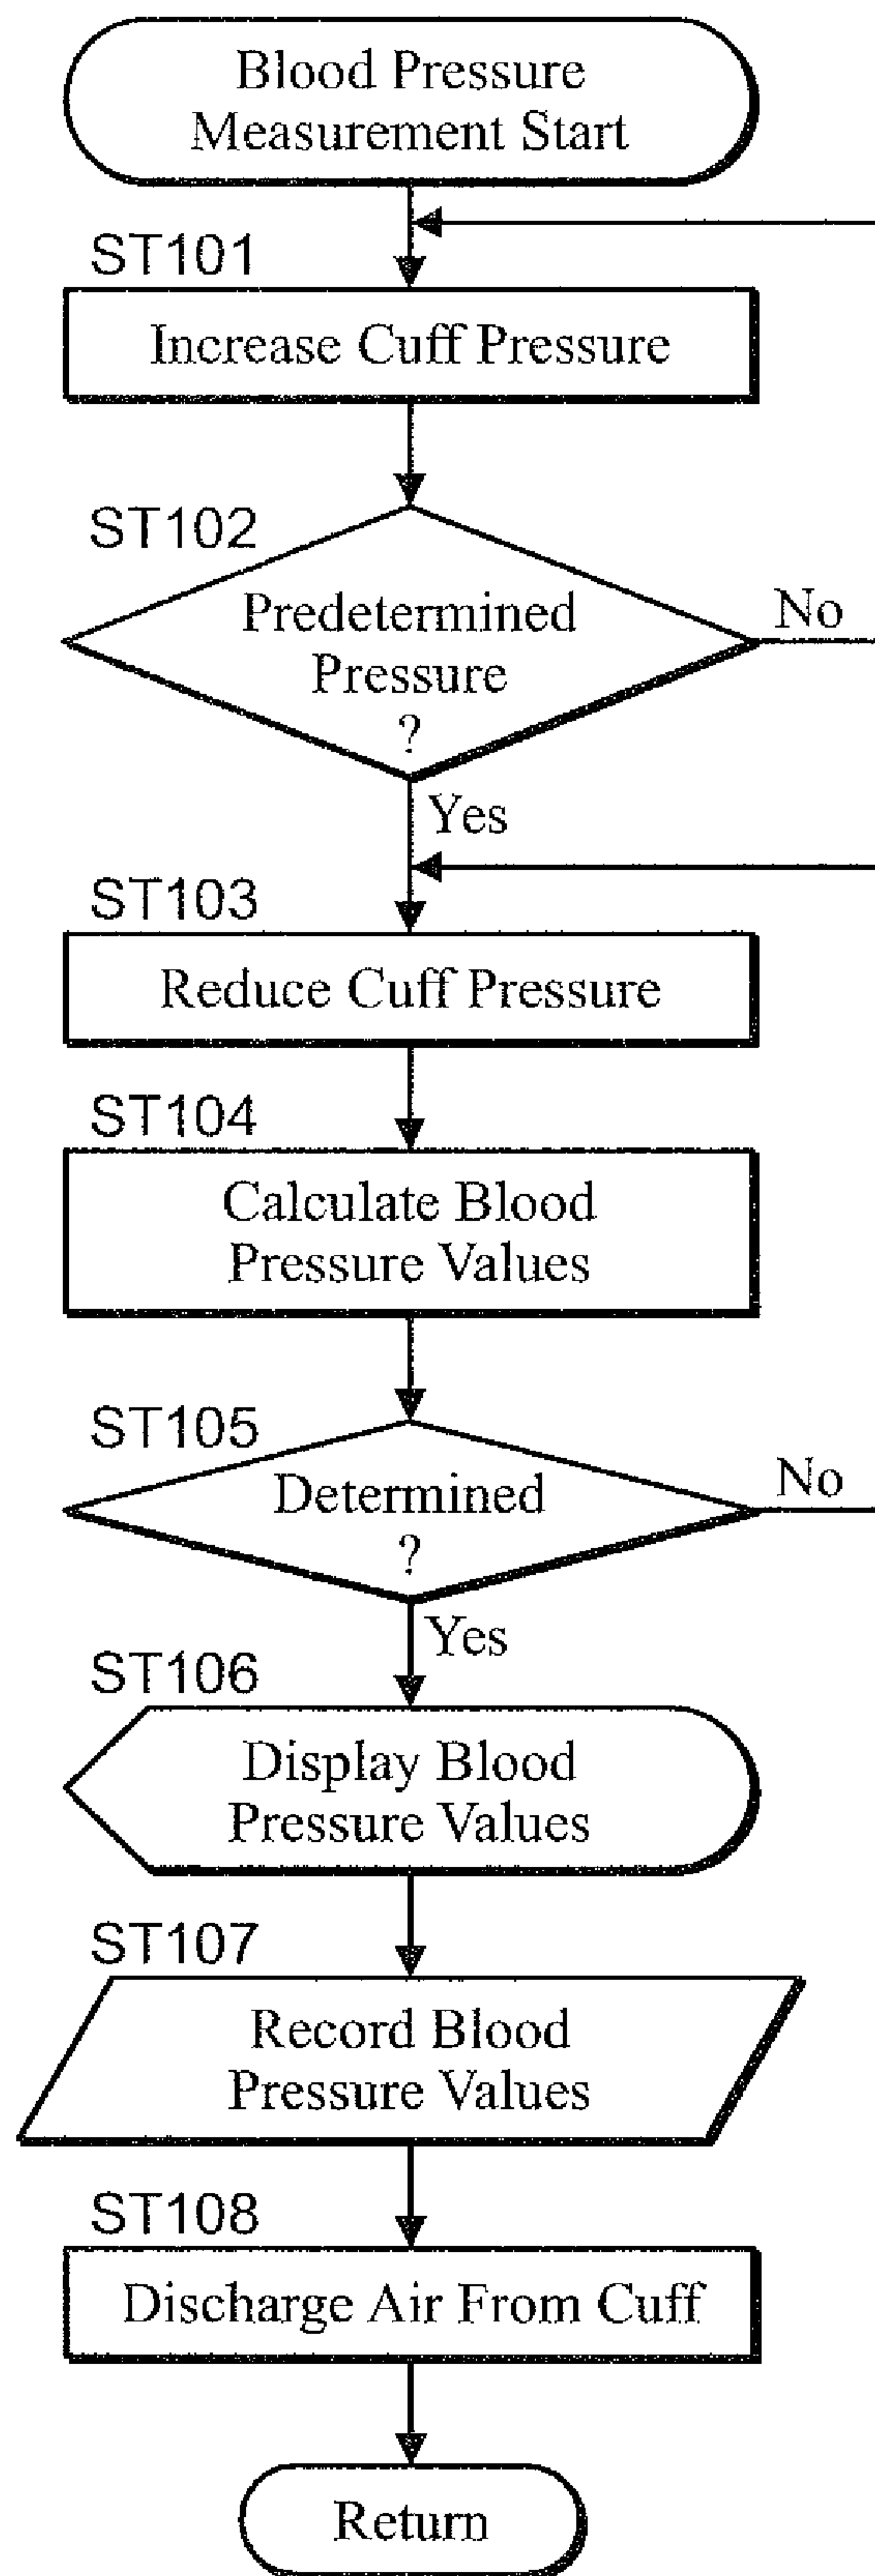 Blood Pressure
Measurement Start
ST101
Increase Cuff Pressure
ST102
Predetermined
Pressure
?
No
Yes
ST103
Reduce Cuff Pressure
ST104
Calculate Blood
Pressure Values
ST105
Determined
?
No
Yes
ST106
Display Blood
Pressure Values
ST107
Record Blood
Pressure Values
ST108
Discharge Air From Cuff
Return